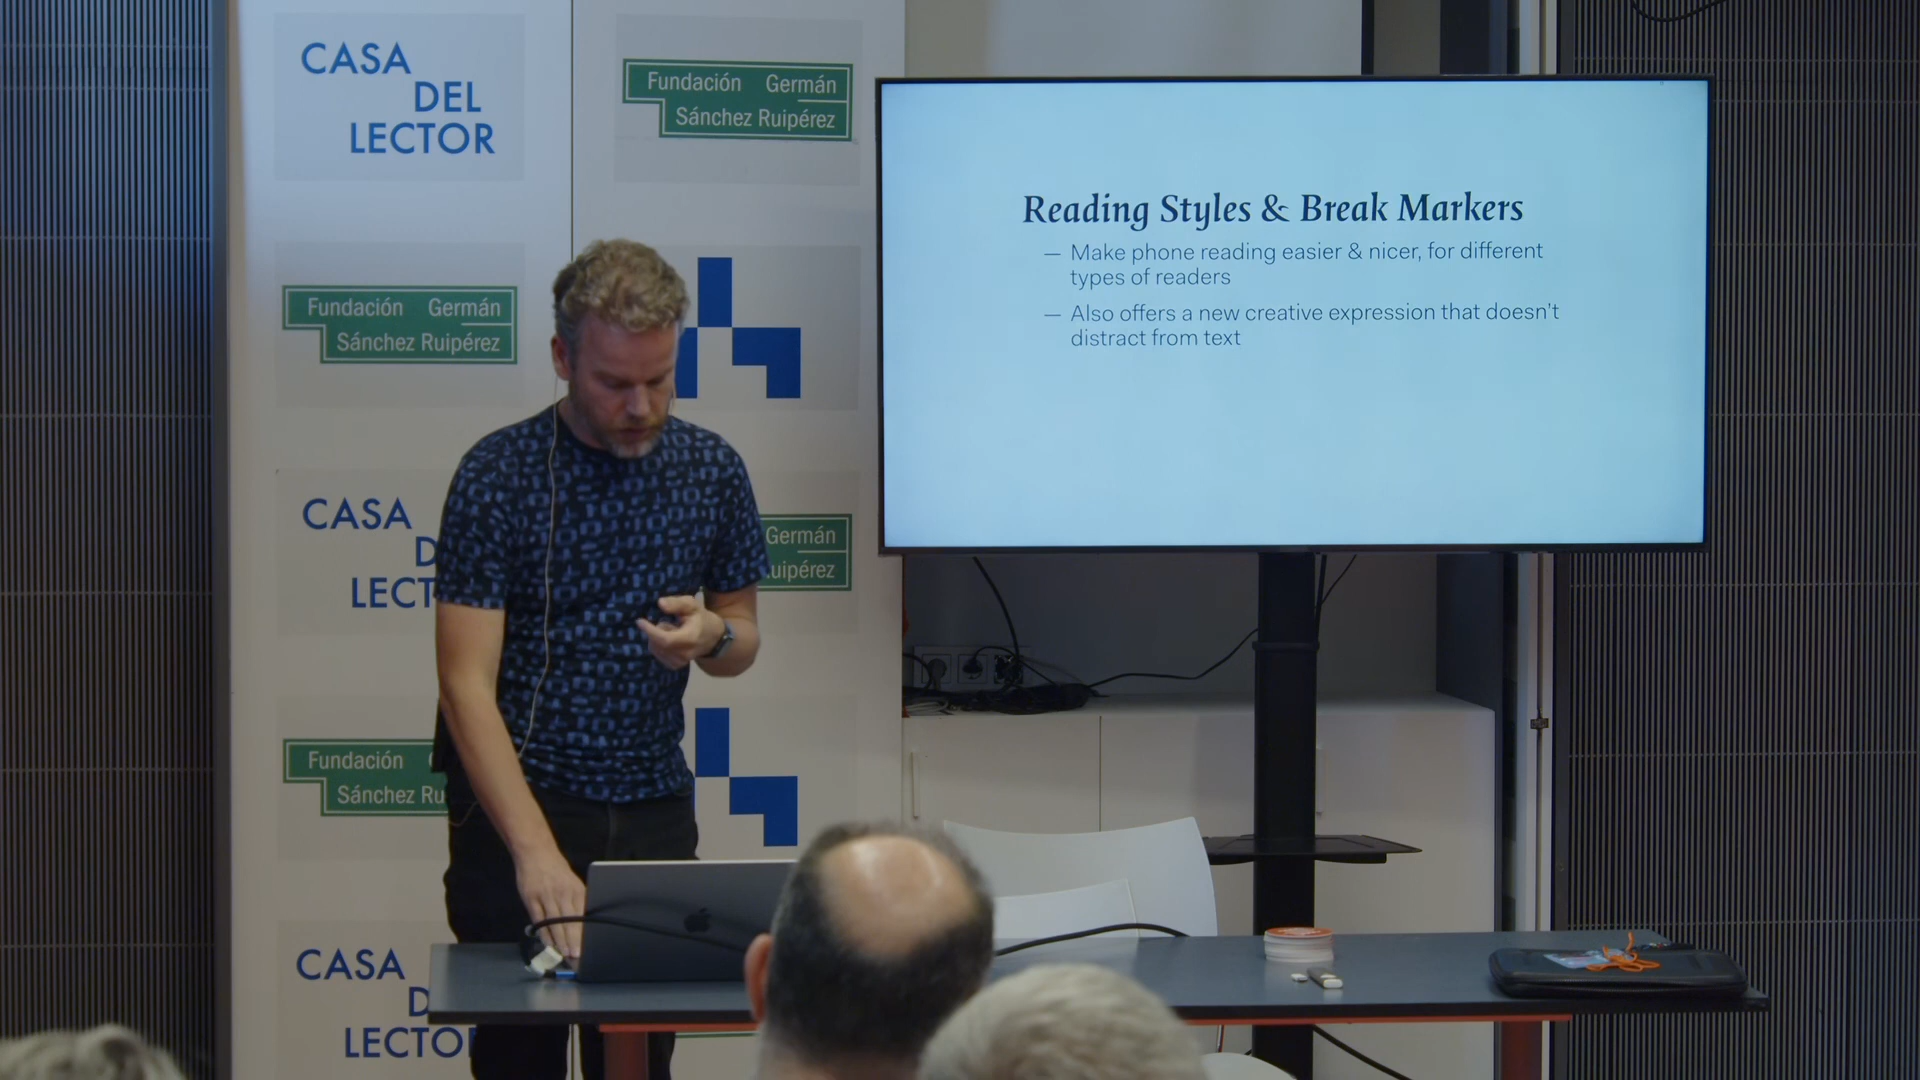 CASA
DEL
LECTOR
Fundación Germán
Sánchez Ruipérez
Fundación Germán
Sánchez Ruipérez
CASA
LECT
Germán
uipérez
Fundación
Sánchez Ru
CASA
LECTO
Reading Styles & Break Markers
— Make phone reading easier & nicer, for different
types of readers
— Also offers a new creative expression that doesn't
distract from text